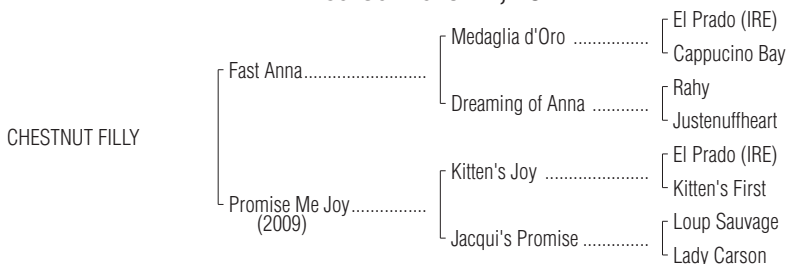 El Prado (IRE)
Medaglia d'Oro ...............
Cappucino Bay
Fast Anna..........................
Rahy
Dreaming of Anna ............
Justenuffheart
CHESTNUT FILLY
El Prado (IRE)
Kitten's Joy ...................
Kitten's First
Promise Me Joy................
(2009)
Loup Sauvage
Jacqui's Promise ..............
Lady Carson